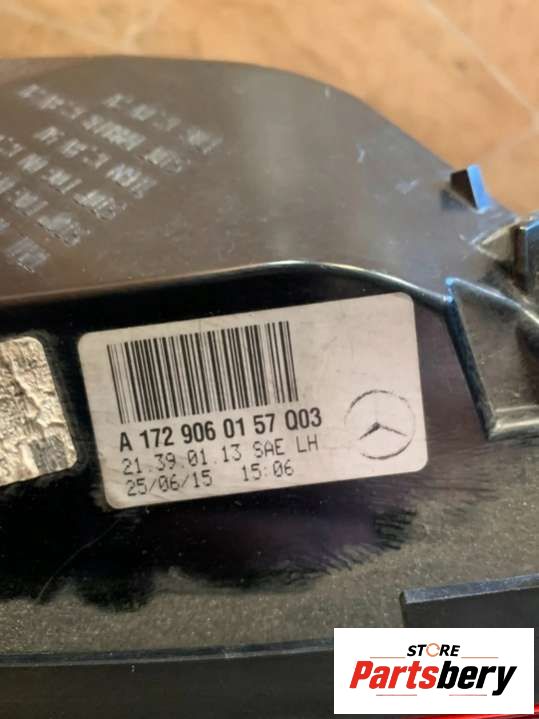 A 172 906 01 57 Q03
21.39.01.13 SAE LH
25/06/15 15:06
STORE
Partsbery